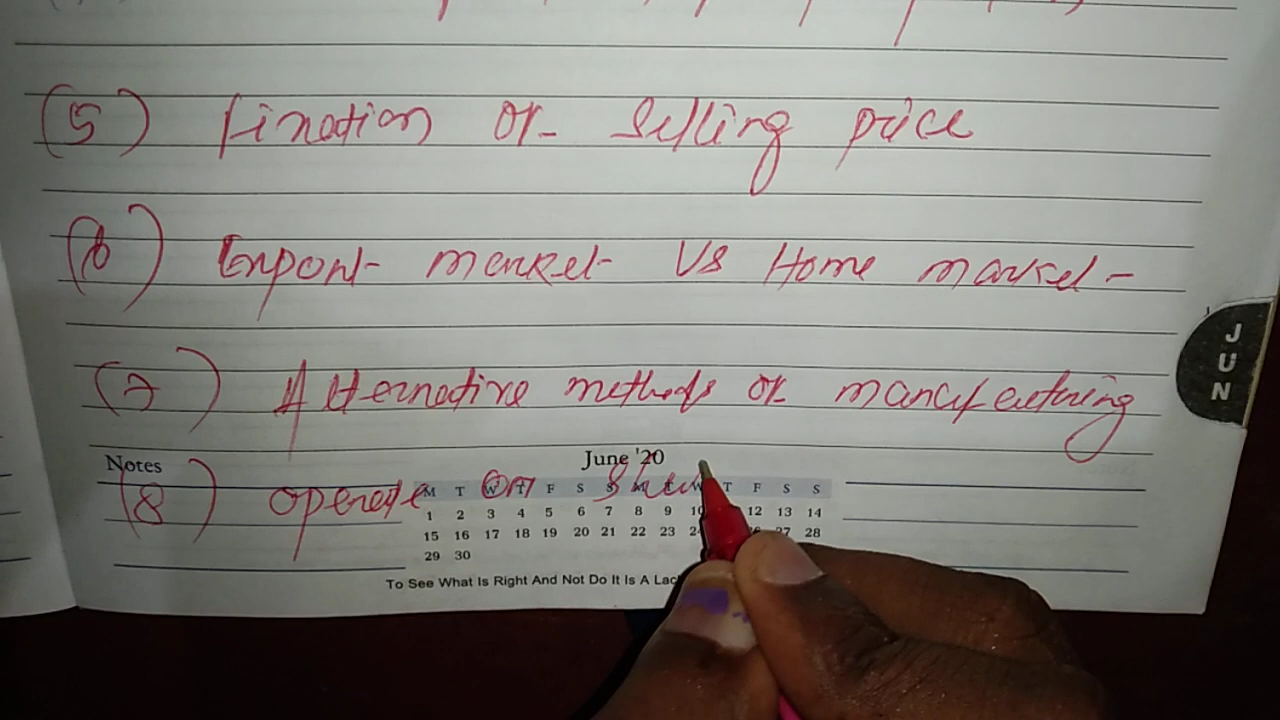 (5) Fixation of Selling price
(6) Export market Vs Home market
(7) Alternative methods of manufacturing
Notes
June '20
(8) operate on Shut
M T W T F S S M T W T F S S
1 2 3 4 5 6 7 8 9 10 12 13 14
15 16 17 18 19 20 21 22 23 27 28
29 30
To See What Is Right And Not Do It Is A
JUN